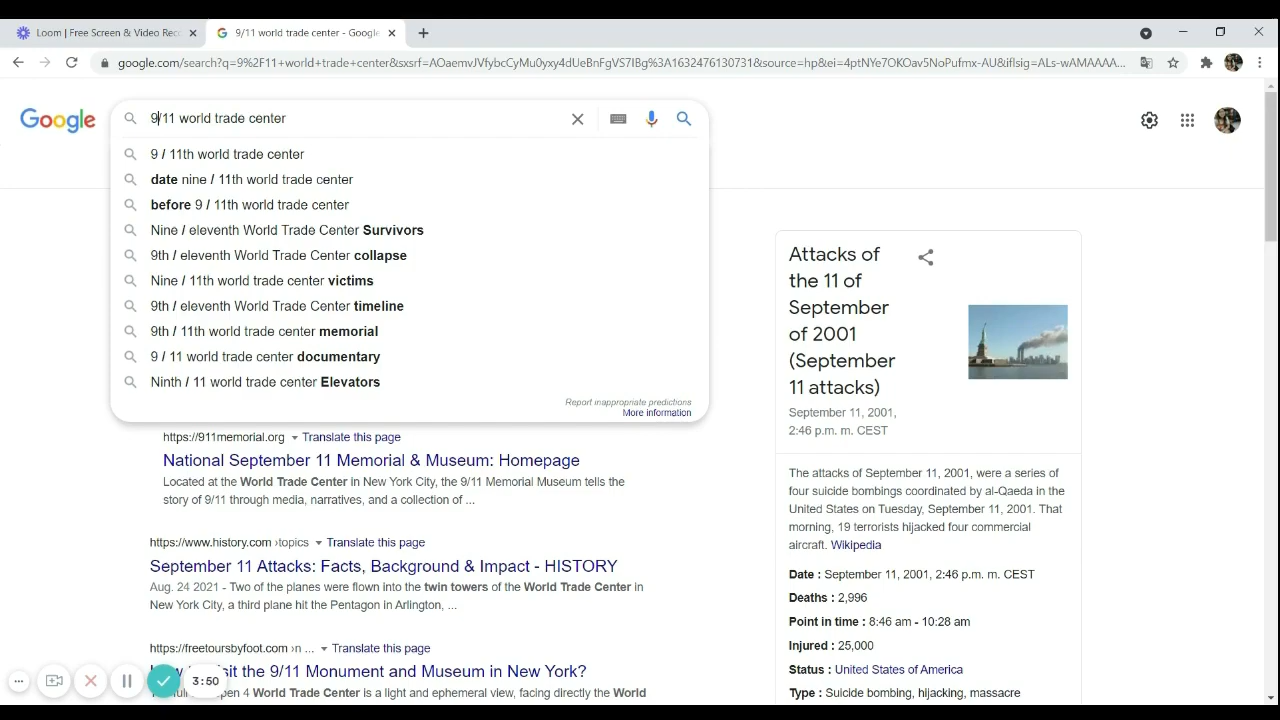 Loom | Free Screen & Video Rec
9/11 world trade center - Google
google.com/search?q=9%2F11+world+trade+center&sxsrf=AOaemvJVfybcCyMu0yxy4dUeBnFgVS7IBg%3A1632476130731&source=hp&ei=4ptNYe7OKOav5NoPufmx-AU&iflsig=ALs-wAMAAAA...
Google
9/11 world trade center
9 / 11th world trade center
date nine / 11th world trade center
before 9 / 11th world trade center
Nine / eleventh World Trade Center Survivors
9th / eleventh World Trade Center collapse
Nine / 11th world trade center victims
9th / eleventh World Trade Center timeline
9th / 11th world trade center memorial
9 / 11 world trade center documentary
Ninth / 11 world trade center Elevators
Report inappropriate predictions
More information
https://911memorial.org Translate this page
National September 11 Memorial & Museum: Homepage
Located at the World Trade Center in New York City, the 9/11 Memorial Museum tells the
story of 9/11 through media, narratives, and a collection of ...
https://www.history.com ›topics Translate this page
September 11 Attacks: Facts, Background & Impact - HISTORY
Aug. 24 2021 - Two of the planes were flown into the twin towers of the World Trade Center in
New York City, a third plane hit the Pentagon in Arlington, ...
https://freetoursbyfoot.com ›n ... Translate this page
sit the 9/11 Monument and Museum in New York?
4 World Trade Center is a light and ephemeral view, facing directly the World
3:50
Attacks of
the 11 of
September
of 2001
(September
11 attacks)
September 11, 2001,
2:46 p.m. m. CEST
The attacks of September 11, 2001, were a series of
four suicide bombings coordinated by al-Qaeda in the
United States on Tuesday, September 11, 2001. That
morning, 19 terrorists hijacked four commercial
aircraft. Wikipedia
Date : September 11, 2001, 2:46 p.m. m. CEST
Deaths : 2,996
Point in time : 8:46 am - 10:28 am
Injured : 25,000
Status : United States of America
Type : Suicide bombing, hijacking, massacre